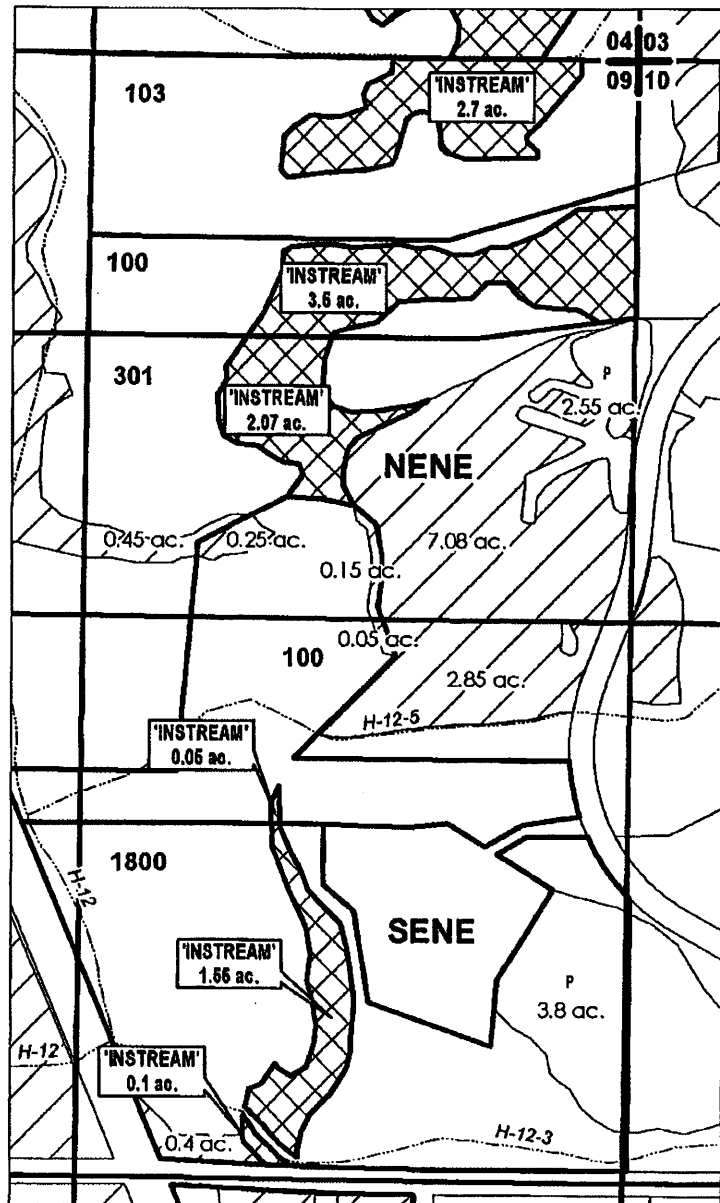 04 03
09 10
103
'INSTREAM'
2.7 ac.
100
'INSTREAM'
3.5 ac.
301
P
2.55 ac.
'INSTREAM'
2.07 ac.
NENE
0.45 ac.
0.25 ac.
7.08 ac.
0.15 ac.
0.05 ac.
100
2.85 ac.
H-12-5
'INSTREAM'
0.05 ac.
1800
H-12
SENE
'INSTREAM'
1.55 ac.
P
3.8 ac.
H-12
'INSTREAM'
0.1 ac.
0.4 ac.
H-12-3